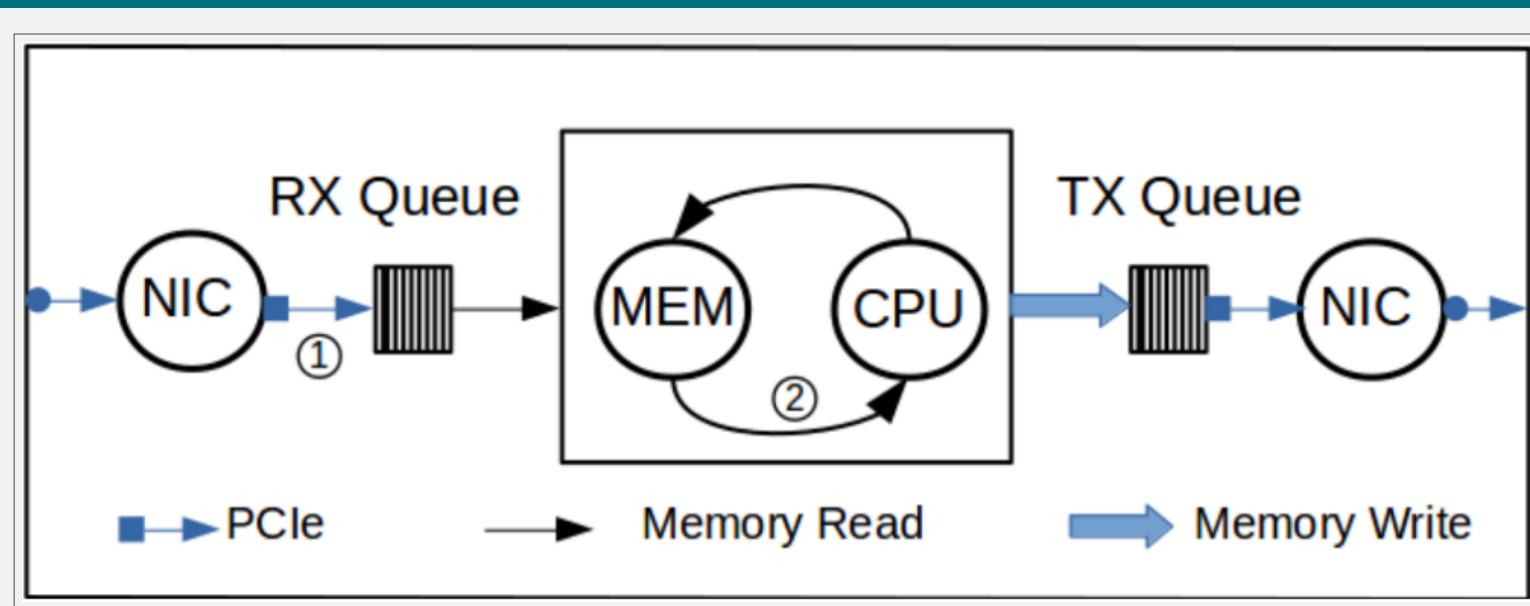 RX Queue
TX Queue
NIC
MEM
CPU
NIC
①
②
PCIe
Memory Read
Memory Write